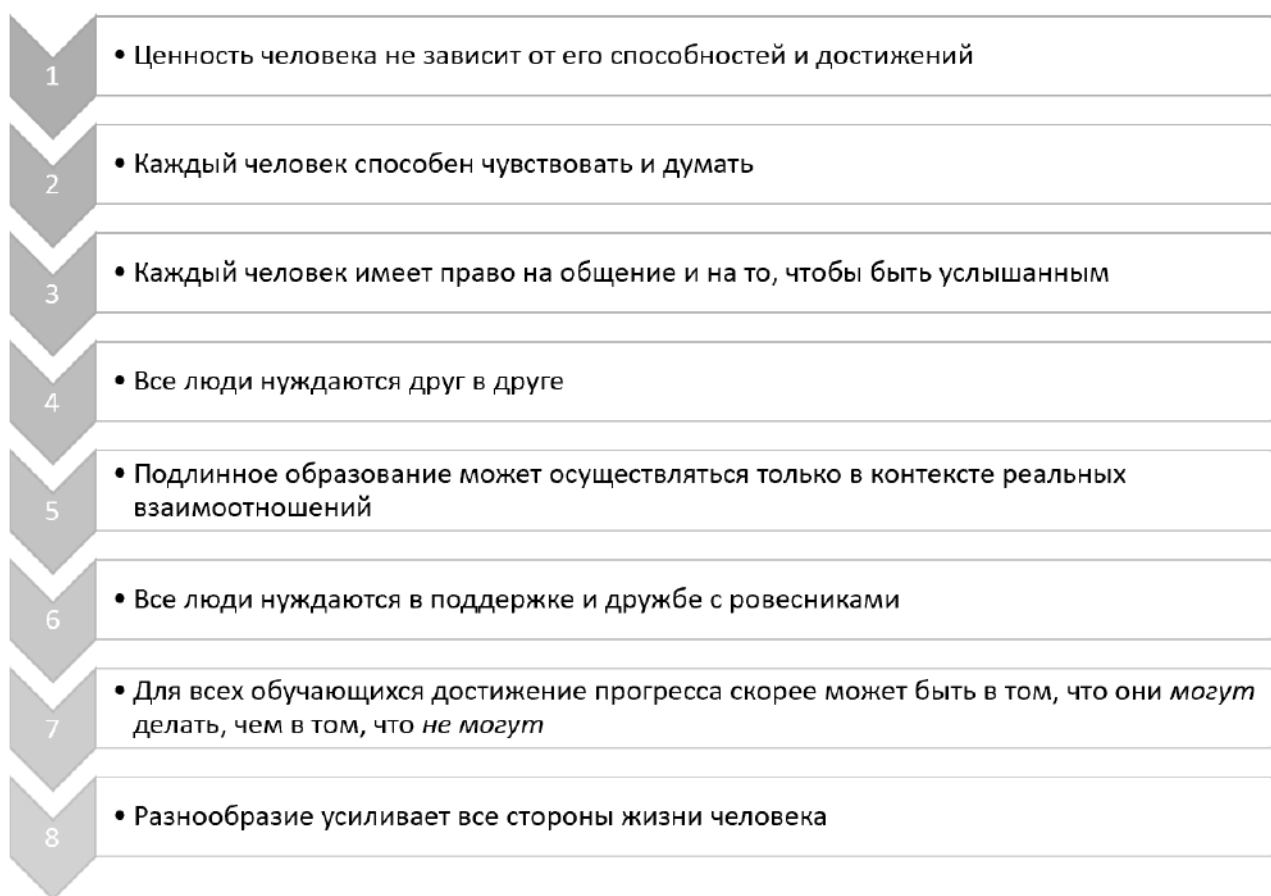 1
• Ценность человека не зависит от его способностей и достижений
2
• Каждый человек способен чувствовать и думать
3
• Каждый человек имеет право на общение и на то, чтобы быть услышанным
4
• Все люди нуждаются друг в друге
5
• Подлинное образование может осуществляться только в контексте реальных
взаимоотношений
6
• Все люди нуждаются в поддержке и дружбе с ровесниками
7
• Для всех обучающихся достижение прогресса скорее может быть в том, что они могут
делать, чем в том, что не могут
8
• Разнообразие усиливает все стороны жизни человека